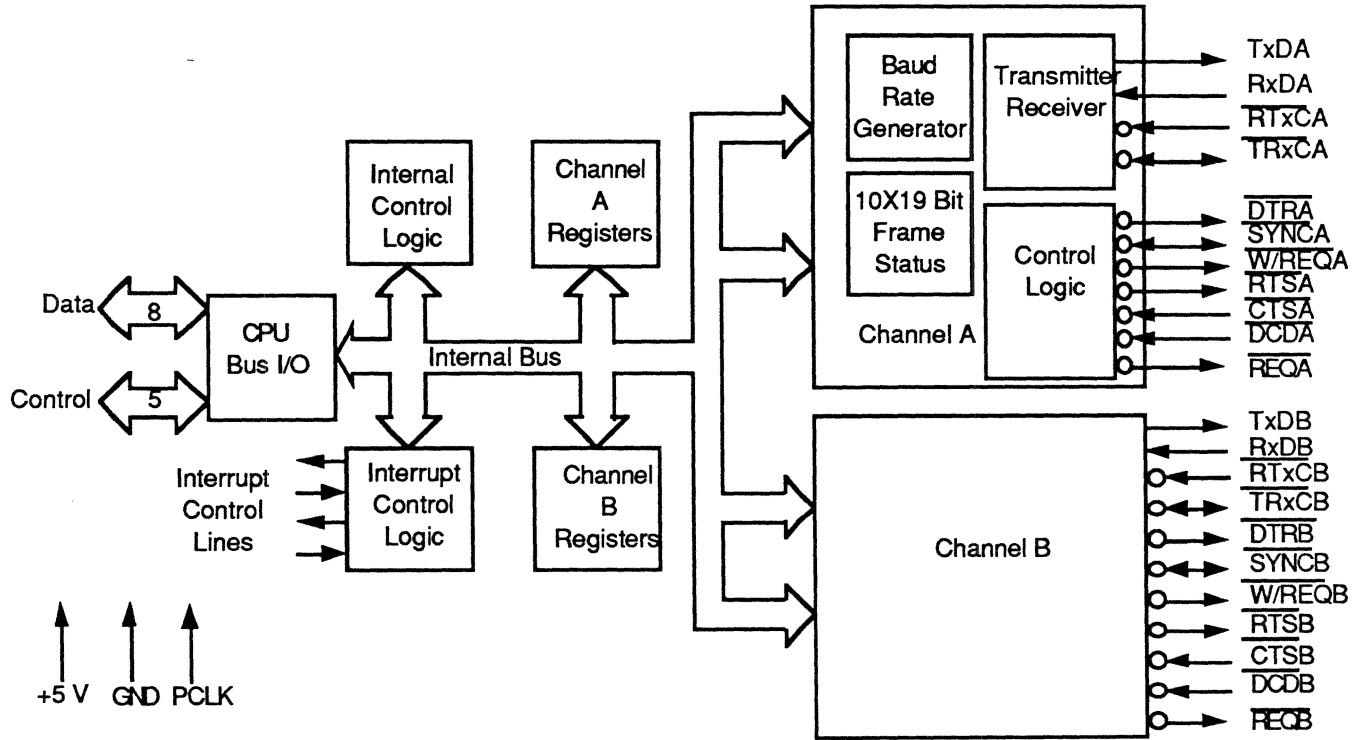 Baud
Rate
Generator
Transmitter
Receiver
10X19 Bit
Frame
Status
Control
Logic
Channel A
TxDA
RxDA
RTxCA
TRxCA
DTRA
SYNCA
W/REQA
RTSA
CTSA
DCDA
REQA
Internal
Control
Logic
Channel
A
Registers
Data
8
Control
5
CPU
Bus I/O
Internal Bus
Interrupt
Control
Lines
Interrupt
Control
Logic
Channel
B
Registers
Channel B
TxDB
RxDB
RTxCB
TRxCB
DTRB
SYNCB
W/REQB
RTSB
CTSB
DCDB
REQB
+5 V
GND
PCLK